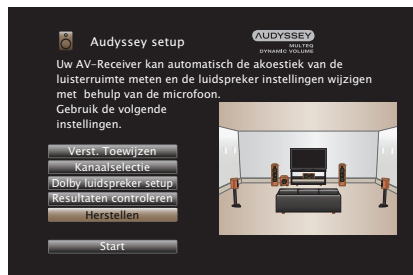 Audyssey setup
AUDYSSEY
MULTEQ
DYNAMIC VOLUME
Uw AV-Receiver kan automatisch de akoestiek van de
luisterruimte meten en de luidspreker instellingen wijzigen
met behulp van de microfoon.
Gebruik de volgende
instellingen.
Verst. Toewijzen
Kanaalselectie
Dolby luidspreker setup
Resultaten controleren
Herstellen
Start